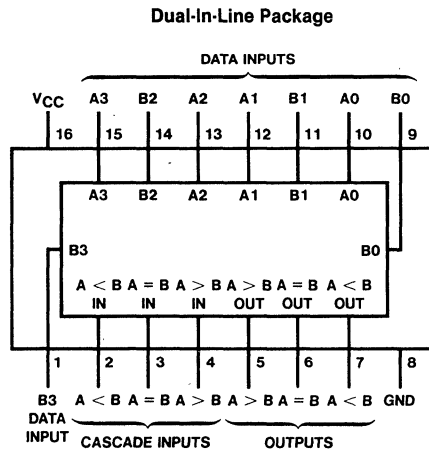 Dual-In-Line Package
DATA INPUTS
VCC A3 B2 A2 A1 B1 A0 B0
16 15 14 13 12 11 10 9
A3 B2 A2 A1 B1 A0
B3 B0
A < B A = B A > B A > B A = B A < B
IN IN IN OUT OUT OUT
1 2 3 4 5 6 7 8
B3 A < B A = B A > B A > B A = B A < B GND
DATA
INPUT CASCADE INPUTS OUTPUTS